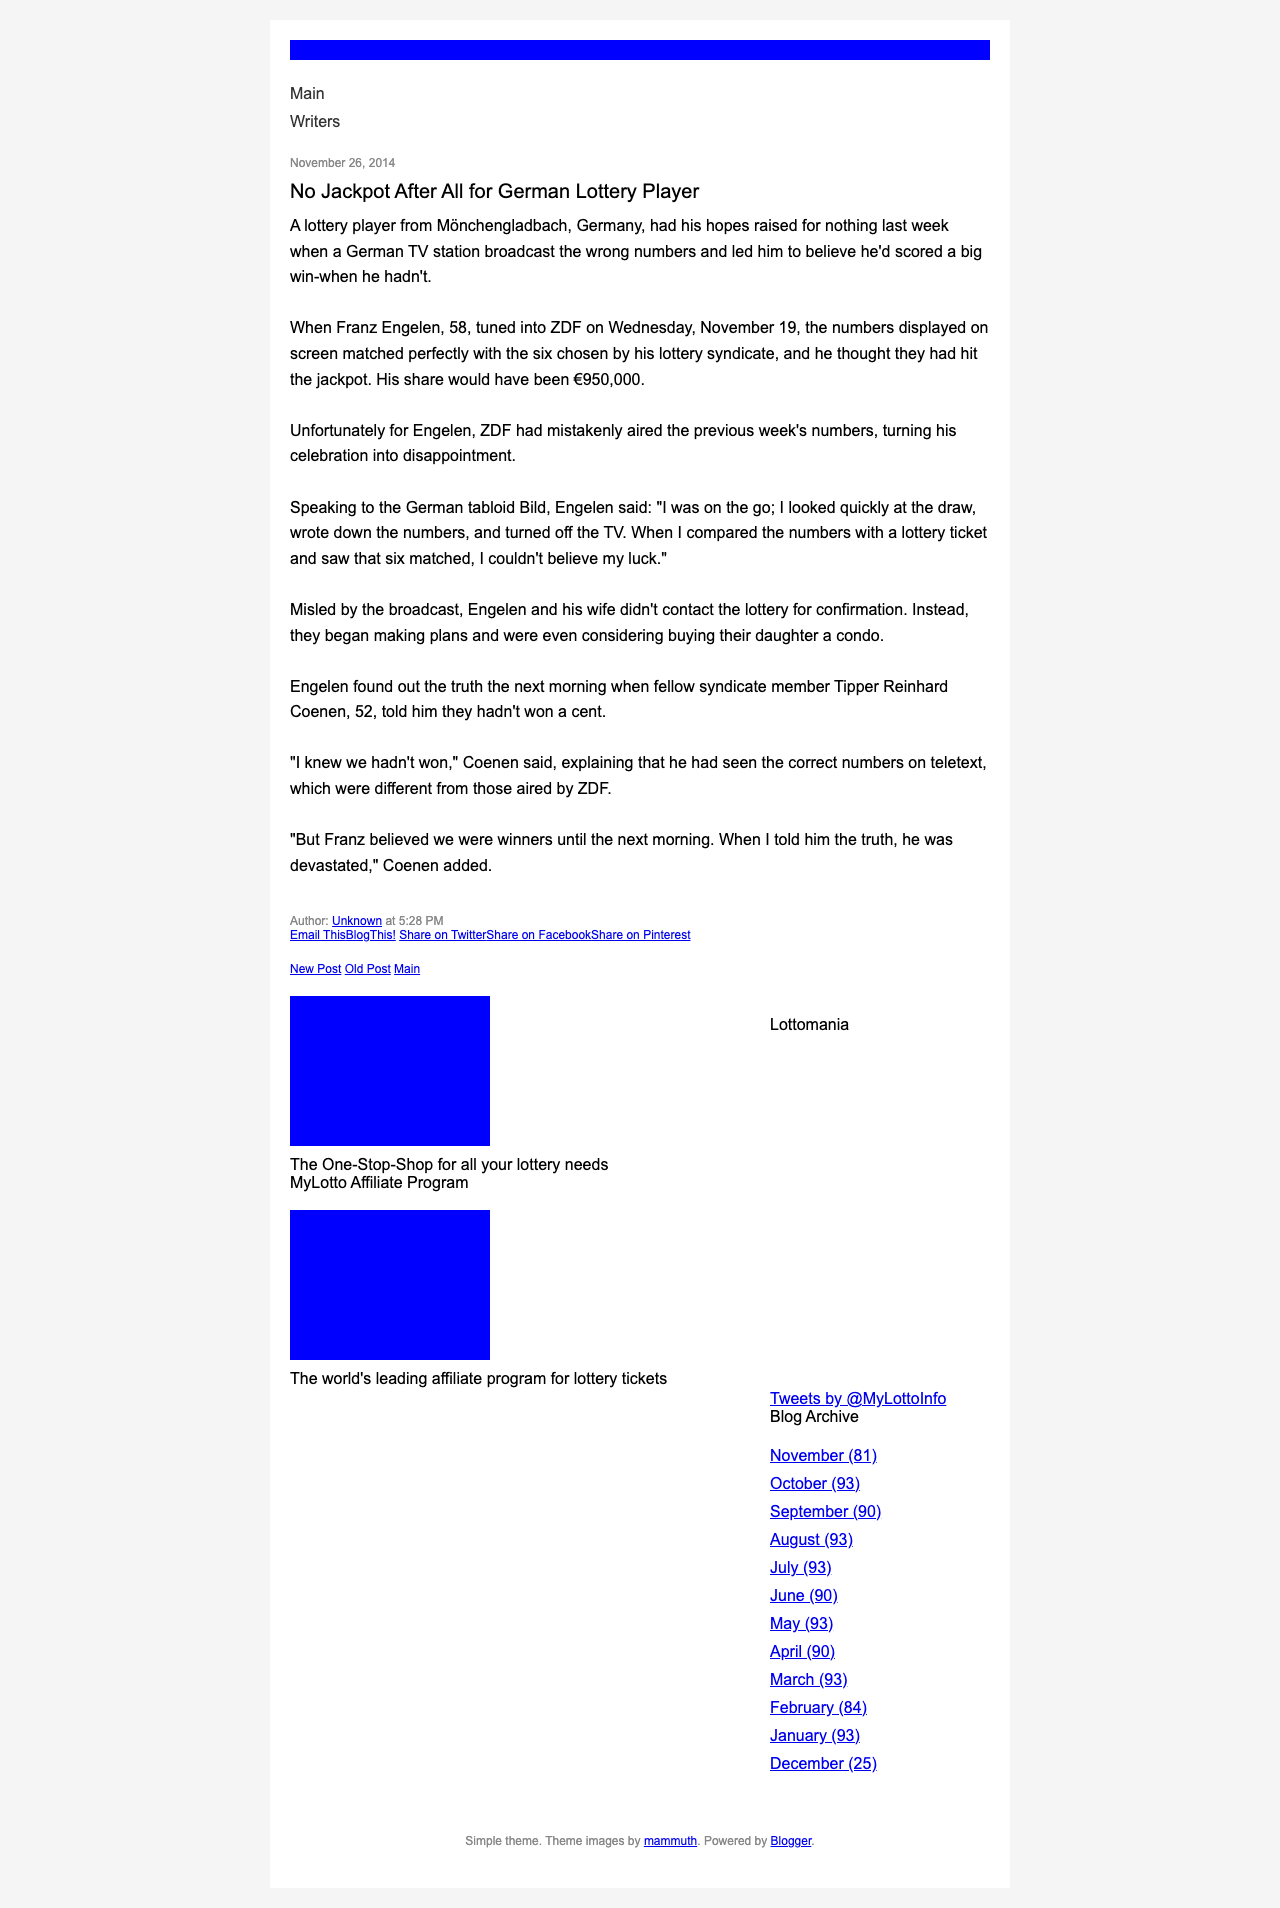 Main
Writers
November 26, 2014
No Jackpot After All for German Lottery Player
A lottery player from Mönchengladbach, Germany, had his hopes raised for nothing last week
when a German TV station broadcast the wrong numbers and led him to believe he'd scored a big
win-when he hadn't.
When Franz Engelen, 58, tuned into ZDF on Wednesday, November 19, the numbers displayed on
screen matched perfectly with the six chosen by his lottery syndicate, and he thought they had hit
the jackpot. His share would have been €950,000.
Unfortunately for Engelen, ZDF had mistakenly aired the previous week's numbers, turning his
celebration into disappointment.
Speaking to the German tabloid Bild, Engelen said: "I was on the go; I looked quickly at the draw,
wrote down the numbers, and turned off the TV. When I compared the numbers with a lottery ticket
and saw that six matched, I couldn't believe my luck."
Misled by the broadcast, Engelen and his wife didn't contact the lottery for confirmation. Instead,
they began making plans and were even considering buying their daughter a condo.
Engelen found out the truth the next morning when fellow syndicate member Tipper Reinhard
Coenen, 52, told him they hadn't won a cent.
"I knew we hadn't won," Coenen said, explaining that he had seen the correct numbers on teletext,
which were different from those aired by ZDF.
"But Franz believed we were winners until the next morning. When I told him the truth, he was
devastated," Coenen added.
Author: Unknown at 5:28 PM
Email ThisBlogThis! Share on TwitterShare on FacebookShare on Pinterest
New Post Old Post Main
The One-Stop-Shop for all your lottery needs
MyLotto Affiliate Program
The world's leading affiliate program for lottery tickets
Lottomania
Tweets by @MyLottoInfo
Blog Archive
November (81)
October (93)
September (90)
August (93)
July (93)
June (90)
May (93)
April (90)
March (93)
February (84)
January (93)
December (25)
Simple theme. Theme images by mammuth. Powered by Blogger.